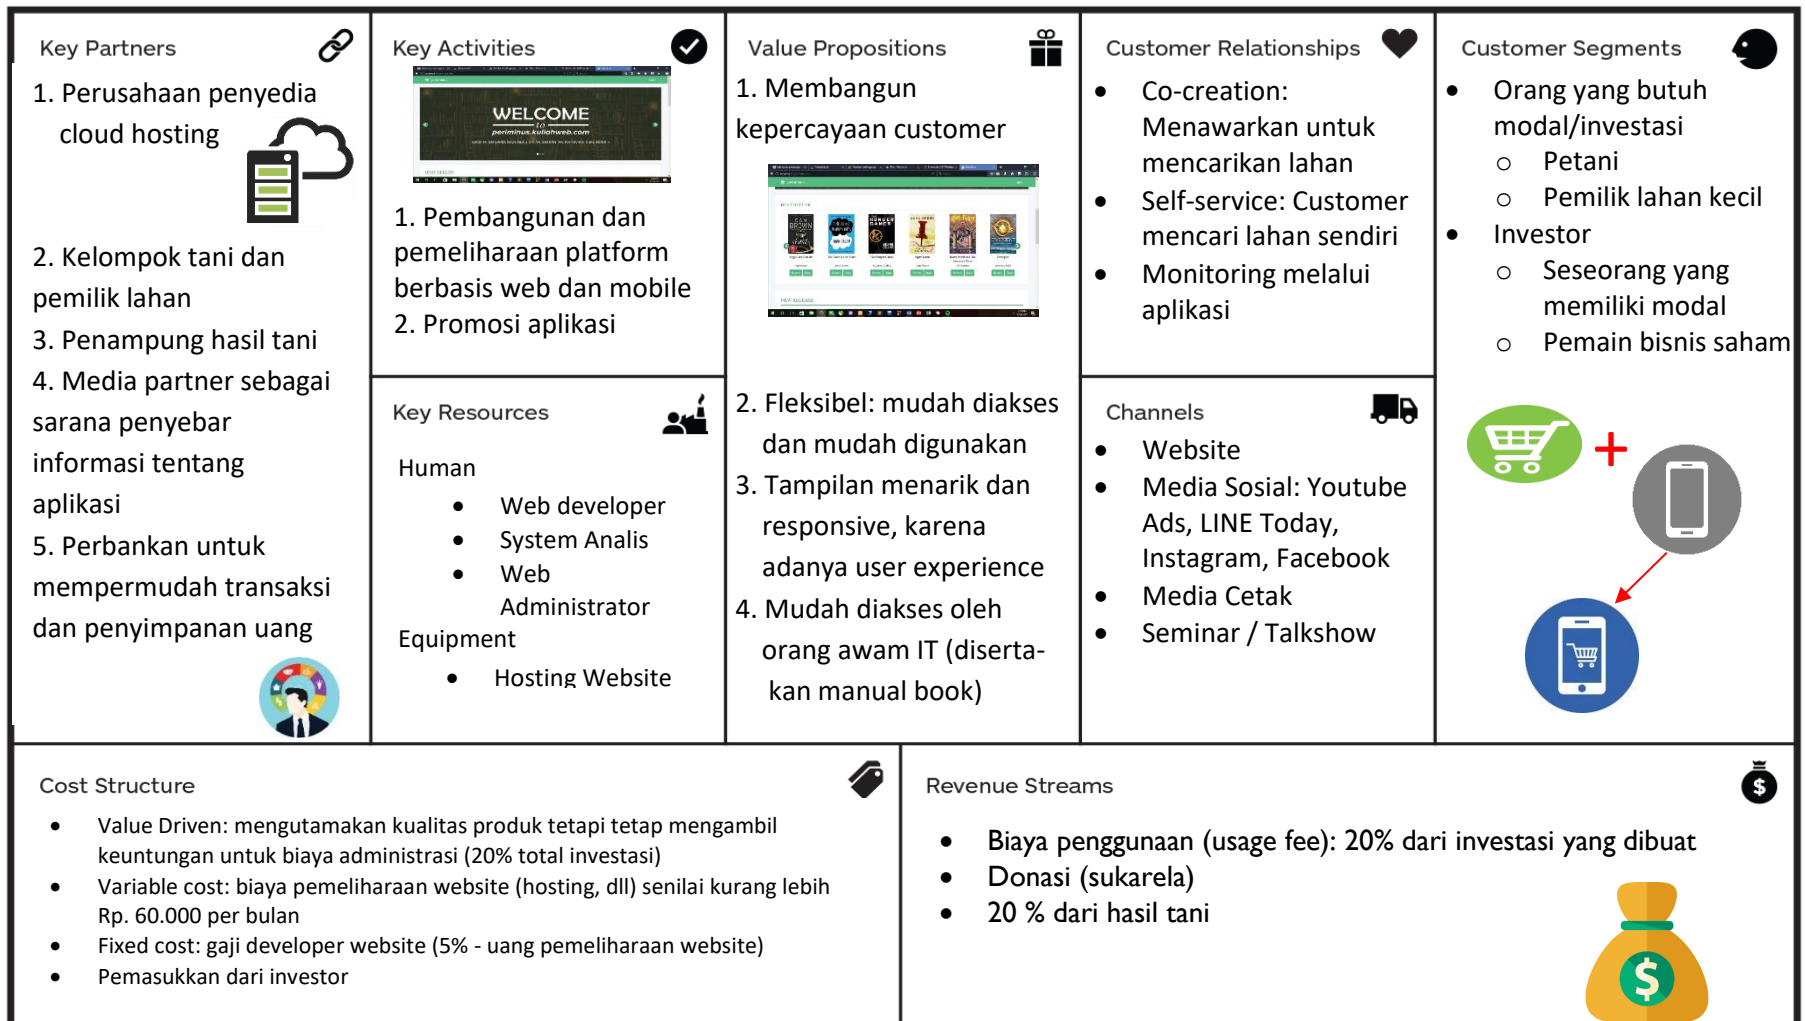 Key Partners
1. Perusahaan penyedia
cloud hosting
2. Kelompok tani dan
pemilik lahan
3. Penampung hasil tani
4. Media partner sebagai
sarana penyebar
informasi tentang
aplikasi
5. Perbankan untuk
mempermudah transaksi
dan penyimpanan uang
Key Activities
WELCOME
to
periminus.kuliahweb.com
1. Pembangunan dan
pemeliharaan platform
berbasis web dan mobile
2. Promosi aplikasi
Key Resources
Human
• Web developer
• System Analis
• Web
Administrator
Equipment
• Hosting Website
Value Propositions
1. Membangun
kepercayaan customer
NEW RELEASE
2. Fleksibel: mudah diakses
dan mudah digunakan
3. Tampilan menarik dan
responsive, karena
adanya user experience
4. Mudah diakses oleh
orang awam IT (diserta-
kan manual book)
Customer Relationships
• Co-creation:
Menawarkan untuk
mencarikan lahan
• Self-service: Customer
mencari lahan sendiri
• Monitoring melalui
aplikasi
Channels
• Website
• Media Sosial: Youtube
Ads, LINE Today,
Instagram, Facebook
• Media Cetak
• Seminar / Talkshow
Customer Segments
• Orang yang butuh
modal/investasi
o Petani
o Pemilik lahan kecil
• Investor
o Seseorang yang
memiliki modal
o Pemain bisnis saham
+
Cost Structure
• Value Driven: mengutamakan kualitas produk tetapi tetap mengambil
keuntungan untuk biaya administrasi (20% total investasi)
• Variable cost: biaya pemeliharaan website (hosting, dll) senilai kurang lebih
Rp. 60.000 per bulan
• Fixed cost: gaji developer website (5% - uang pemeliharaan website)
• Pemasukkan dari investor
Revenue Streams
$
• Biaya penggunaan (usage fee): 20% dari investasi yang dibuat
• Donasi (sukarela)
• 20 % dari hasil tani
$